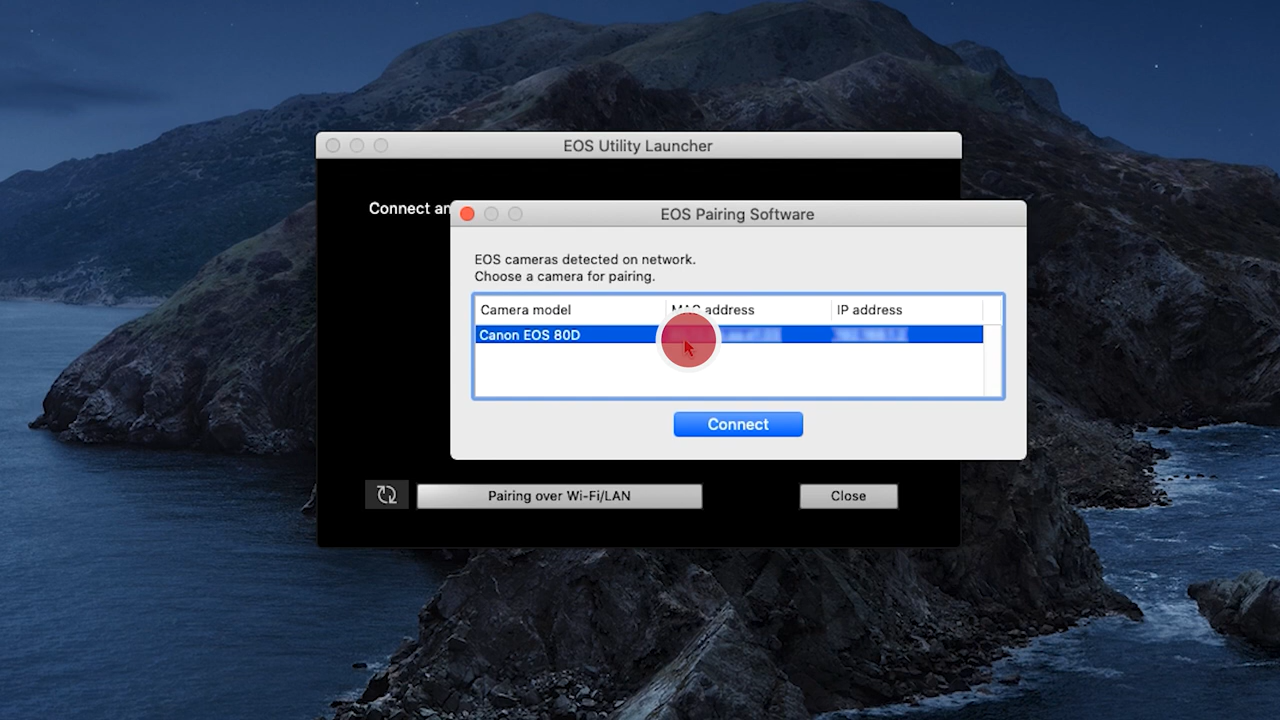 EOS Utility Launcher
Connect an
EOS Pairing Software
EOS cameras detected on network.
Choose a camera for pairing.
Camera model MAC address IP address
Canon EOS 80D
Connect
Pairing over Wi-Fi/LAN Close